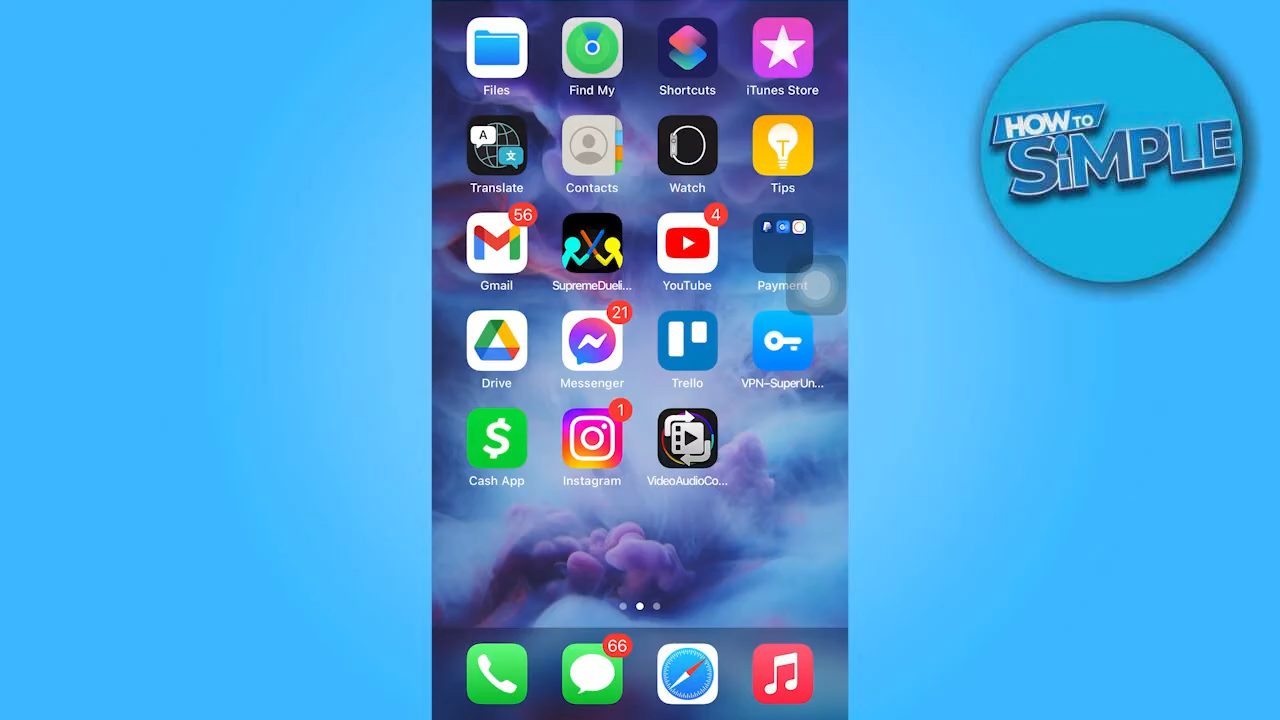 Files Find My Shortcuts iTunes Store
HOW TO
SiMPLE
A 文 T
Translate Contacts Watch Tips
56 4
Gmail SupremeDueli... YouTube Payment
21
Drive Messenger Trello VPN-SuperUn...
1
$
Cash App Instagram VideoAudioCo...
66